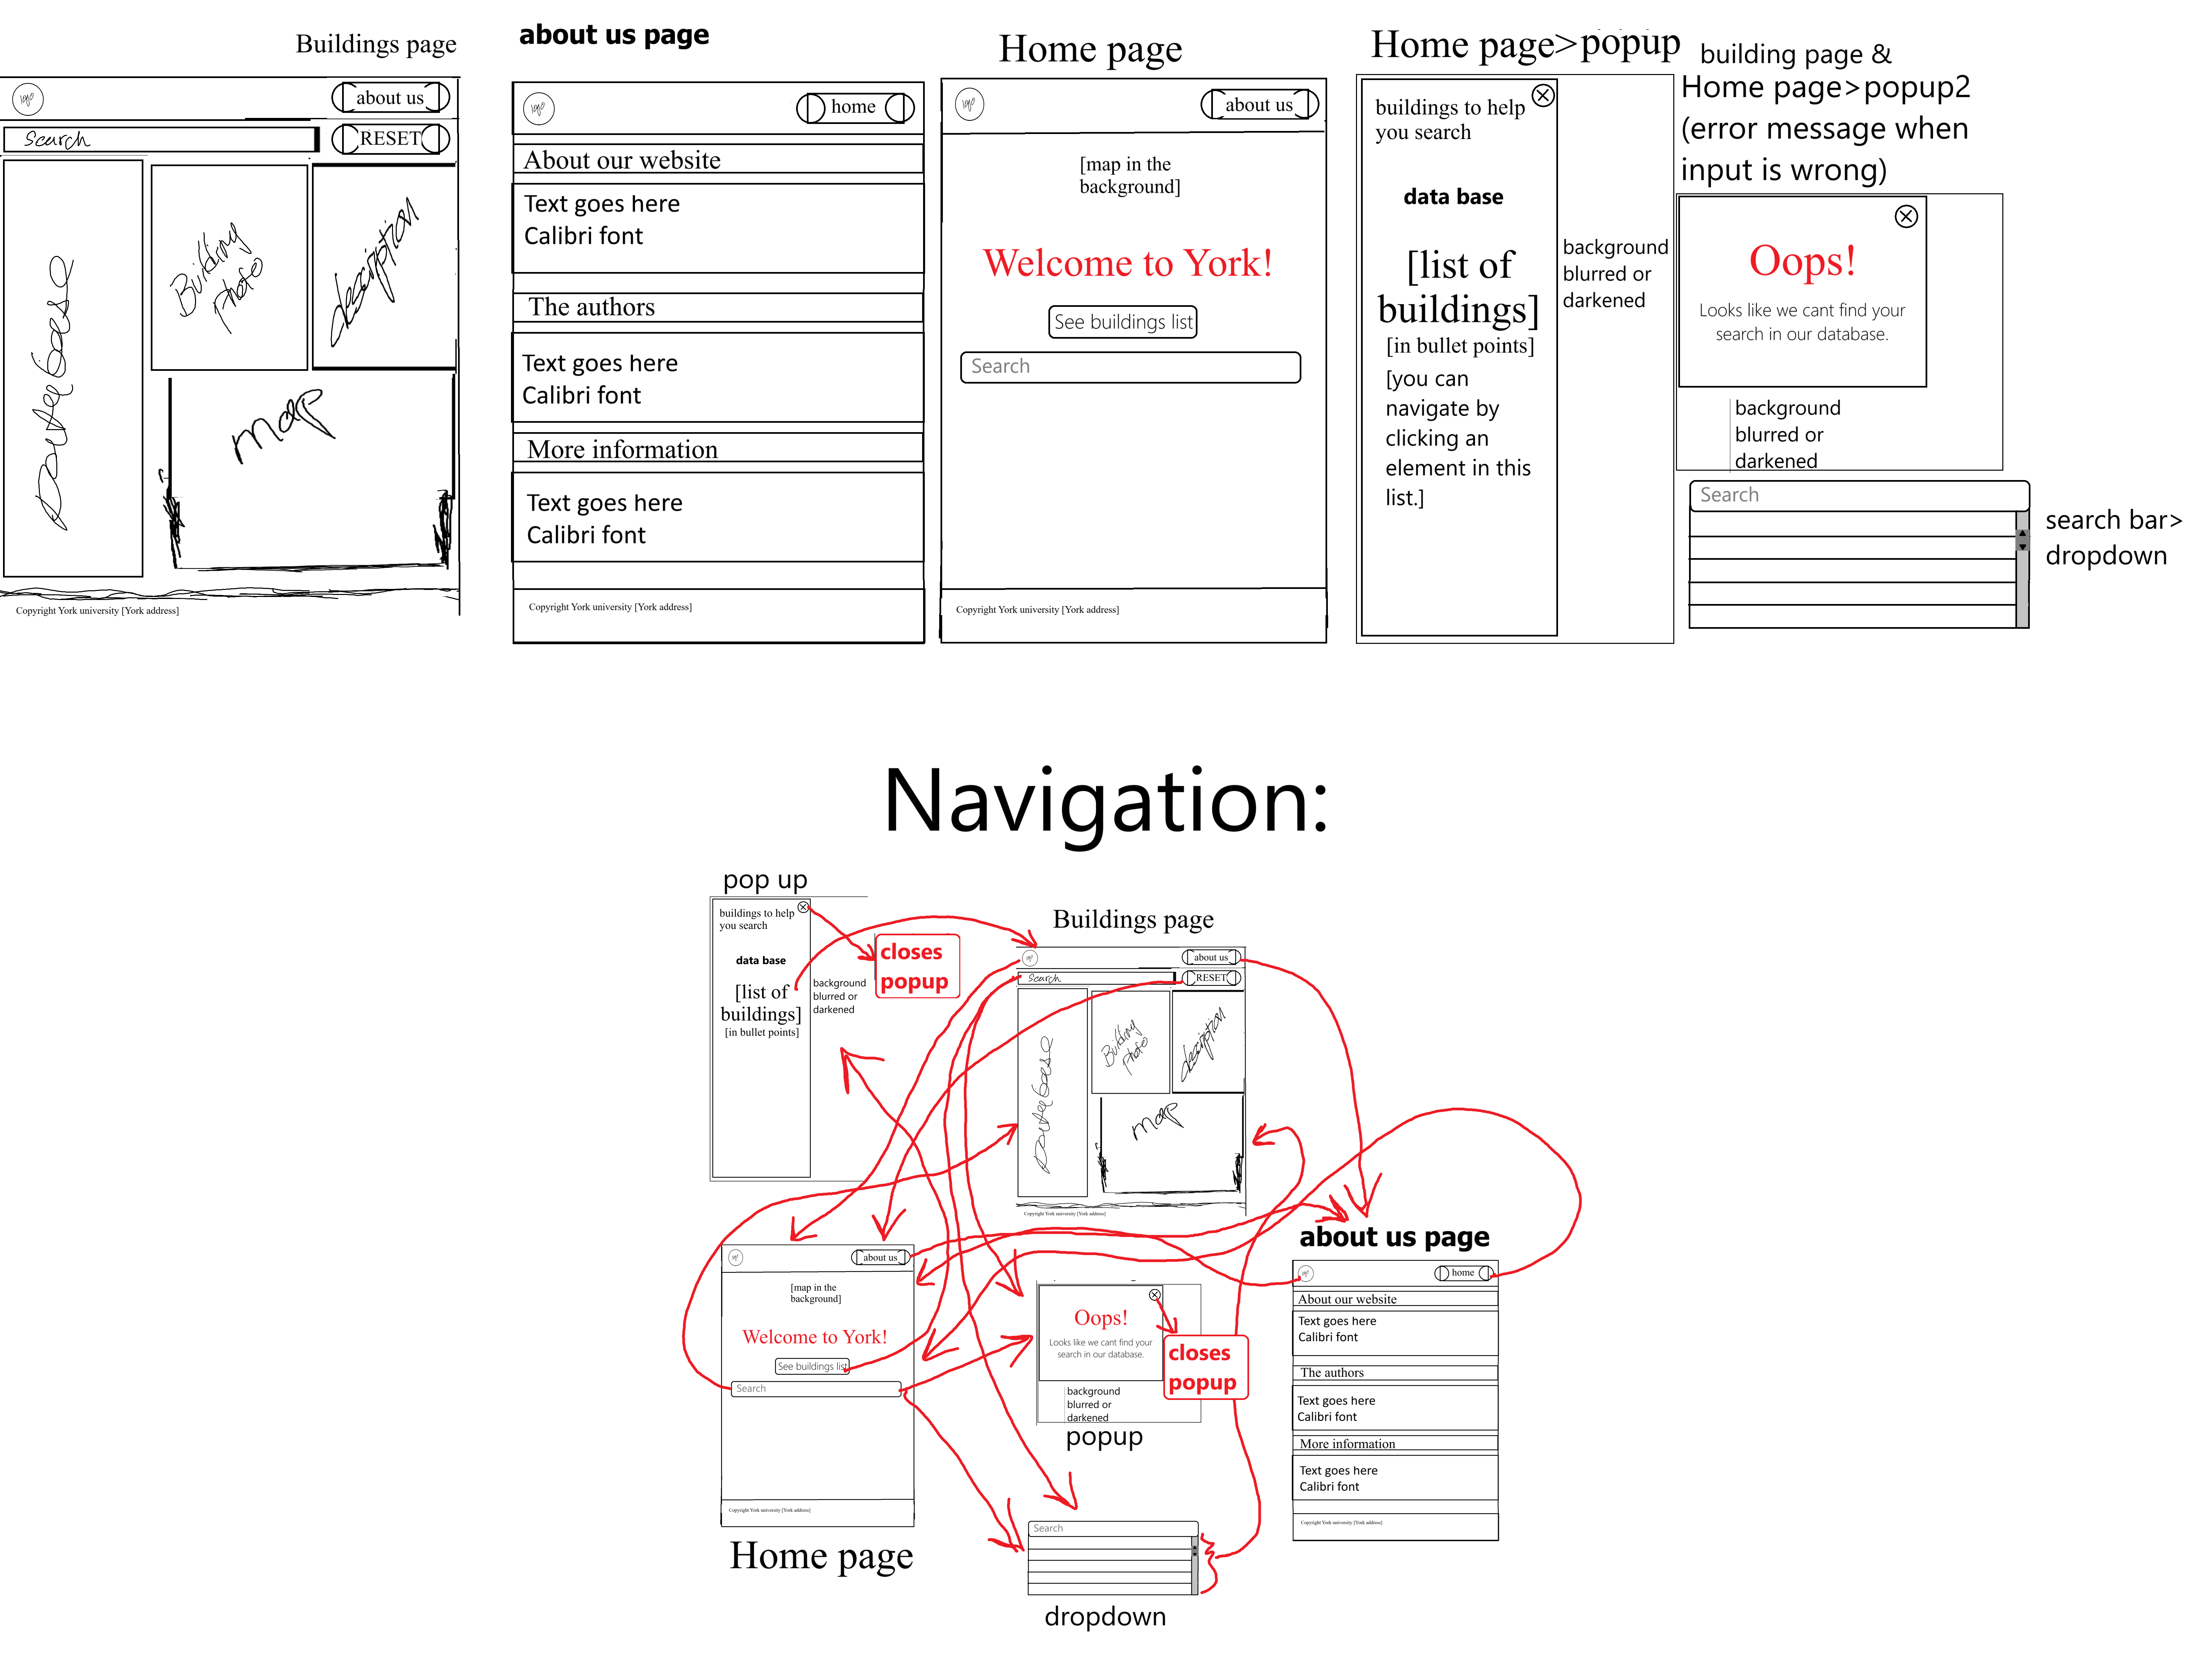 Buildings page
logo
about us
Search
RESET
Database
Building
photo
description
map
Copyright York university [York address]
about us page
logo
home
About our website
Text goes here
Calibri font
The authors
Text goes here
Calibri font
More information
Text goes here
Calibri font
Copyright York university [York address]
Home page
logo
about us
[map in the
background]
Welcome to York!
See buildings list
Search
Copyright York university [York address]
Home page>popup
buildings to help
you search
data base
[list of
buildings]
[in bullet points]
[you can
navigate by
clicking an
element in this
list.]
background
blurred or
darkened
building page &
Home page>popup2
(error message when
input is wrong)
Oops!
Looks like we cant find your
search in our database.
background
blurred or
darkened
Search
search bar>
dropdown
Navigation:
pop up
buildings to help
you search
data base
[list of
buildings]
[in bullet points]
background
blurred or
darkened
closes
popup
Buildings page
logo
about us
Search
RESET
Database
Building
photo
description
map
Copyright York university [York address]
logo
about us
[map in the
background]
Welcome to York!
See buildings list
Search
Copyright York university [York address]
Home page
Oops!
Looks like we cant find your
search in our database.
closes
popup
background
blurred or
darkened
popup
Search
dropdown
about us page
logo
home
About our website
Text goes here
Calibri font
The authors
Text goes here
Calibri font
More information
Text goes here
Calibri font
Copyright York university [York address]